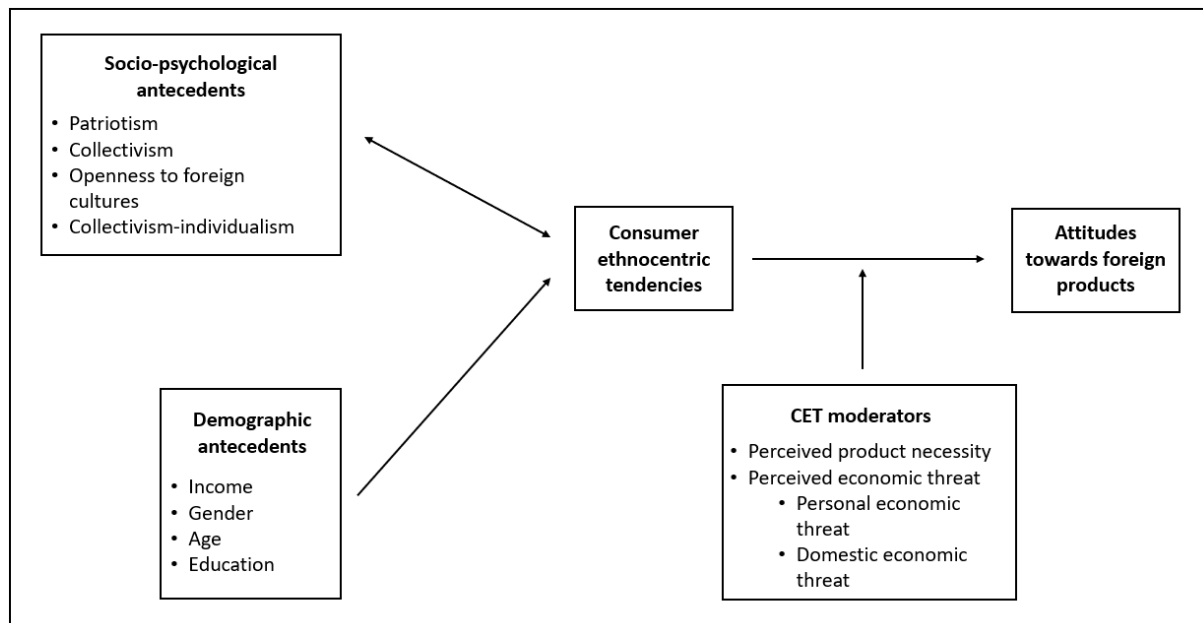 Socio-psychological
antecedents
• Patriotism
• Collectivism
• Openness to foreign
cultures
• Collectivism-individualism
Consumer
ethnocentric
tendencies
Attitudes
towards foreign
products
Demographic
antecedents
• Income
• Gender
• Age
• Education
CET moderators
• Perceived product necessity
• Perceived economic threat
• Personal economic
threat
• Domestic economic
threat